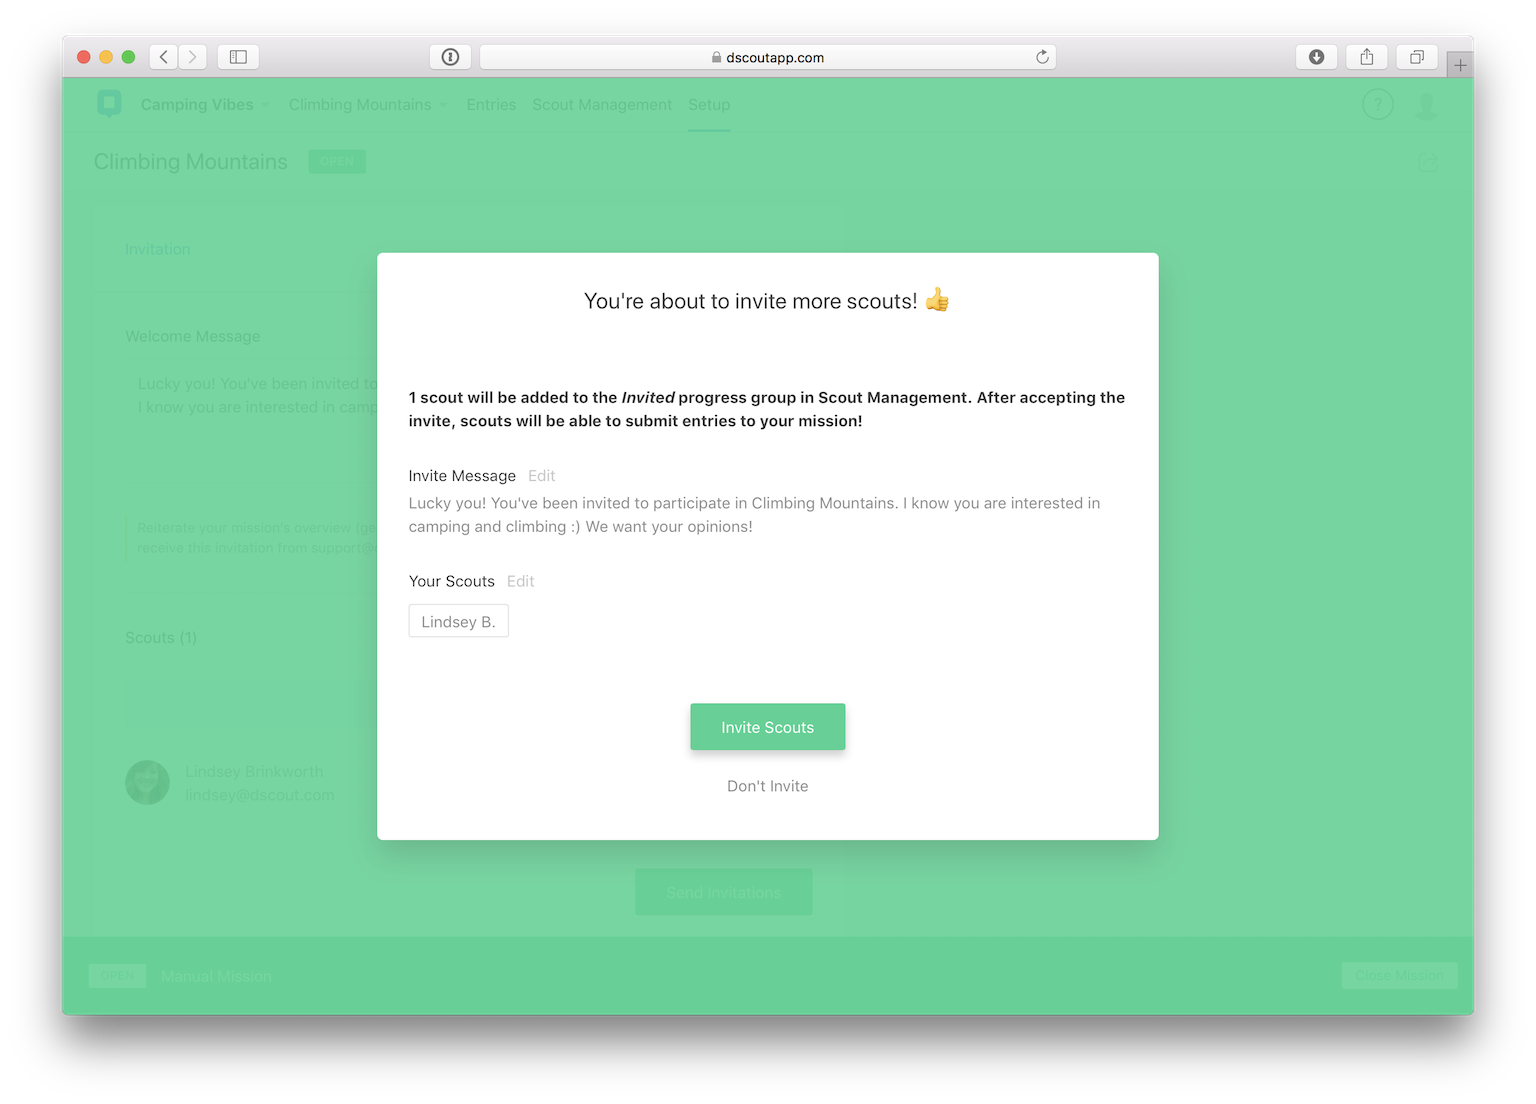 dscoutapp.com
Camping Vibes Climbing Mountains Entries Scout Management Setup
?
Climbing Mountains OPEN
Invitation
Welcome Message
Lucky you! You've been invited to
I know you are interested in camp
Reiterate your mission's overview (ge
receive this invitation from support@
Scouts (1)
Lindsey Brinkworth
lindsey@dscout.com
Send Invitations
You're about to invite more scouts! 👍
1 scout will be added to the Invited progress group in Scout Management. After accepting the
invite, scouts will be able to submit entries to your mission!
Invite Message Edit
Lucky you! You've been invited to participate in Climbing Mountains. I know you are interested in
camping and climbing :) We want your opinions!
Your Scouts Edit
Lindsey B.
Invite Scouts
Don't Invite
OPEN Manual Mission Close Mission